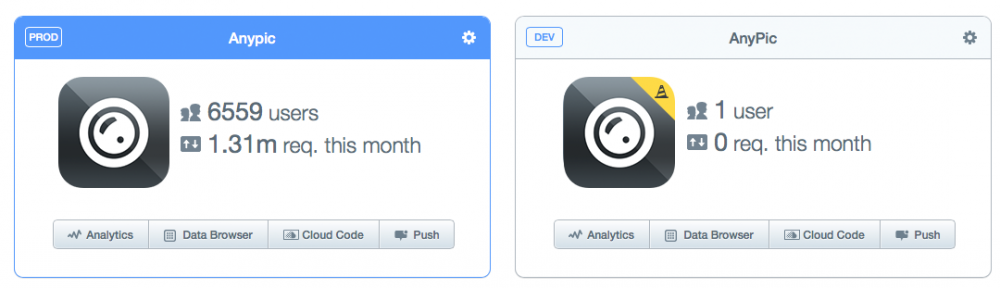 PROD Anypic
6559 users
1.31m req. this month
Analytics Data Browser Cloud Code Push
DEV AnyPic
1 user
0 req. this month
Analytics Data Browser Cloud Code Push